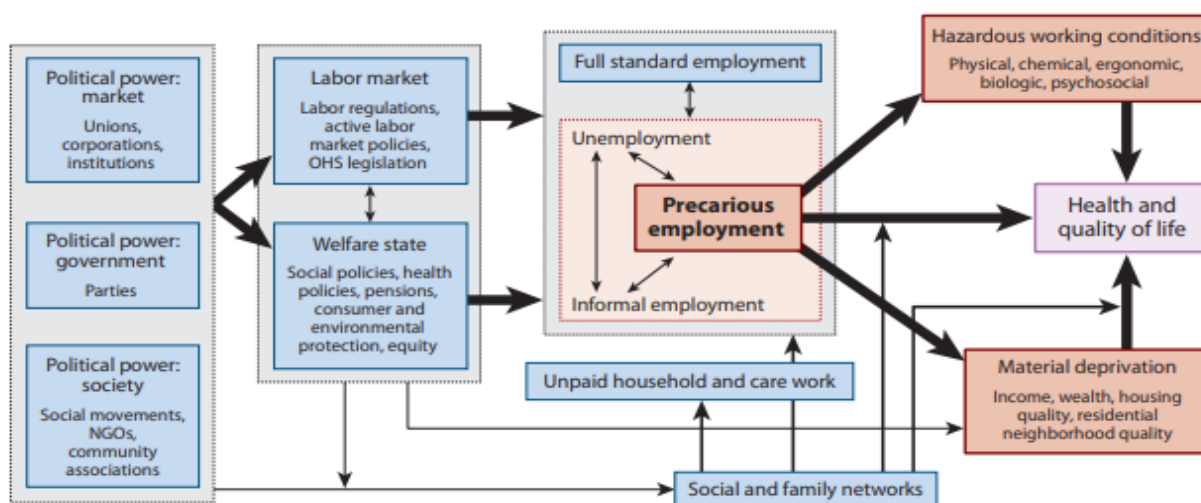 Political power:
market
Unions,
corporations,
institutions
Political power:
government
Parties
Political power:
society
Social movements,
NGOs,
community
associations
Labor market
Labor regulations,
active labor
market policies,
OHS legislation
Welfare state
Social policies, health
policies, pensions,
consumer and
environmental
protection, equity
Full standard employment
Unemployment
Precarious
employment
Informal employment
Unpaid household and care work
Social and family networks
Hazardous working conditions
Physical, chemical, ergonomic,
biologic, psychosocial
Health and
quality of life
Material deprivation
Income, wealth, housing
quality, residential
neighborhood quality